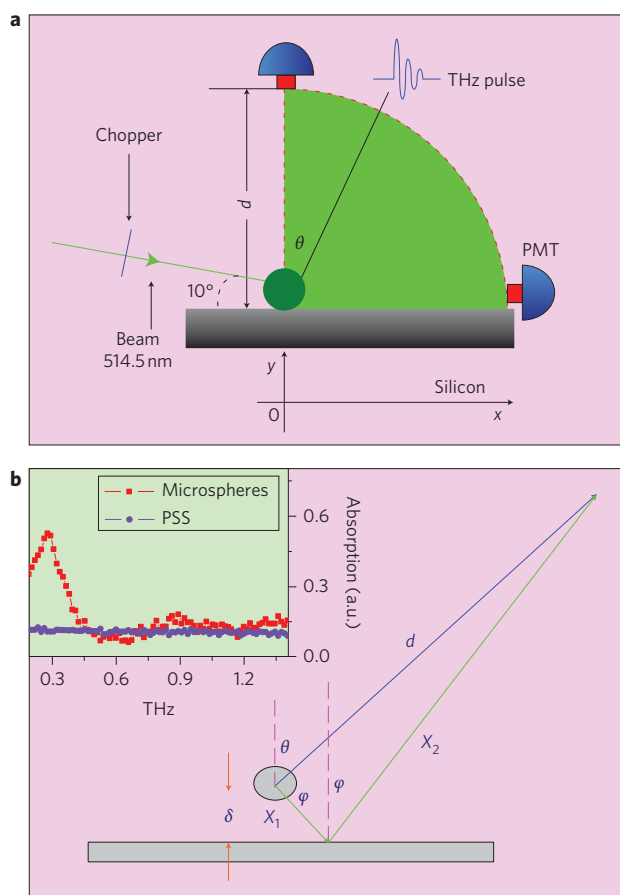 a
THz pulse
Chopper
d
θ
PMT
10°
Beam
514.5 nm
y
Silicon
0
x
b
Microspheres
PSS
Absorption (a.u.)
0.6
0.3
0.0
0.3 0.6 0.9 1.2
THz
d
θ
X2
φ φ
X1
δ